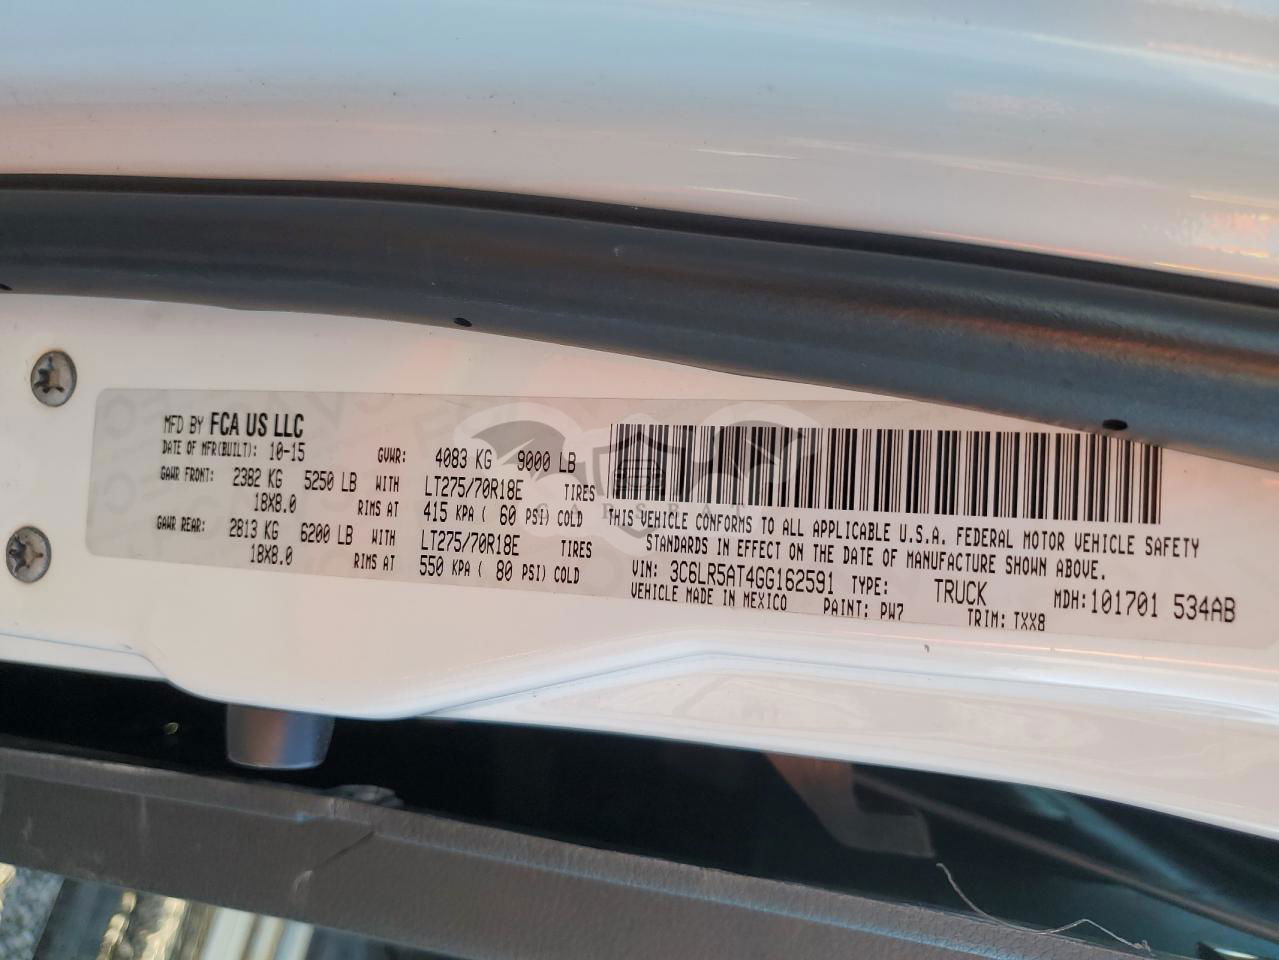 MFD BY FCA US LLC
DATE OF MFR(BUILT): 10-15 GVWR: 4083 KG 9000 LB
GAWR FRONT: 2382 KG 5250 LB WITH LT275/70R18E TIRES
18X8.0 RIMS AT 415 KPA ( 60 PSI) COLD
GAWR REAR: 2813 KG 6200 LB WITH LT275/70R18E TIRES
18X8.0 RIMS AT 550 KPA ( 80 PSI) COLD
CARSBAT
THIS VEHICLE CONFORMS TO ALL APPLICABLE U.S.A. FEDERAL MOTOR VEHICLE SAFETY
STANDARDS IN EFFECT ON THE DATE OF MANUFACTURE SHOWN ABOVE.
VIN: 3C6LR5AT4GG162591 TYPE: TRUCK MDH: 101701 534AB
VEHICLE MADE IN MEXICO PAINT: PW7 TRIM: TXX8